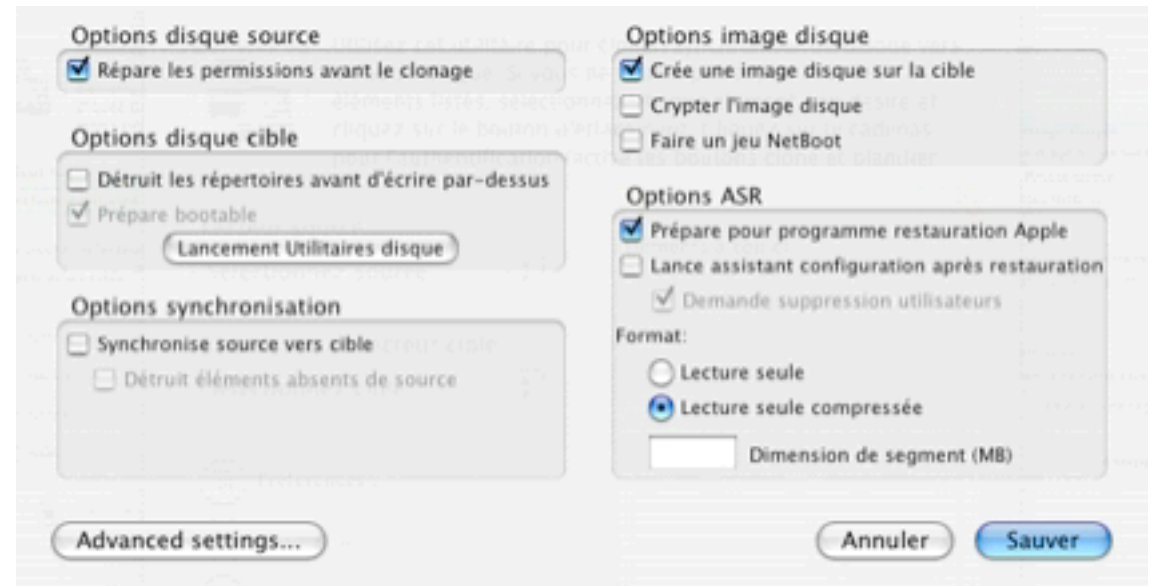 Options disque source
Répare les permissions avant le clonage
Options disque cible
Détruit les répertoires avant d'écrire par-dessus
Prépare bootable
Lancement Utilitaires disque
Options synchronisation
Synchronise source vers cible
Détruit éléments absents de source
Options image disque
Crée une image disque sur la cible
Crypter l'image disque
Faire un jeu NetBoot
Options ASR
Prépare pour programme restauration Apple
Lance assistant configuration après restauration
Demande suppression utilisateurs
Format:
Lecture seule
Lecture seule compressée
Dimension de segment (MB)
Advanced settings...
Annuler
Sauver